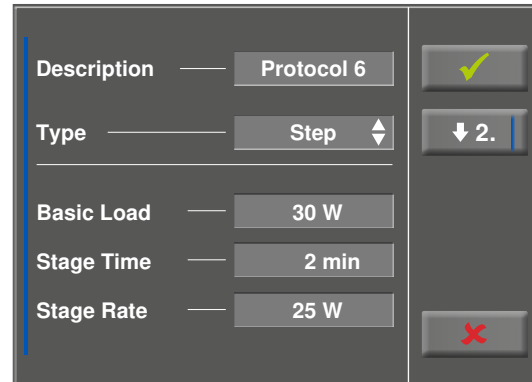 Description Protocol 6
Type Step
2.
Basic Load 30 W
Stage Time 2 min
Stage Rate 25 W